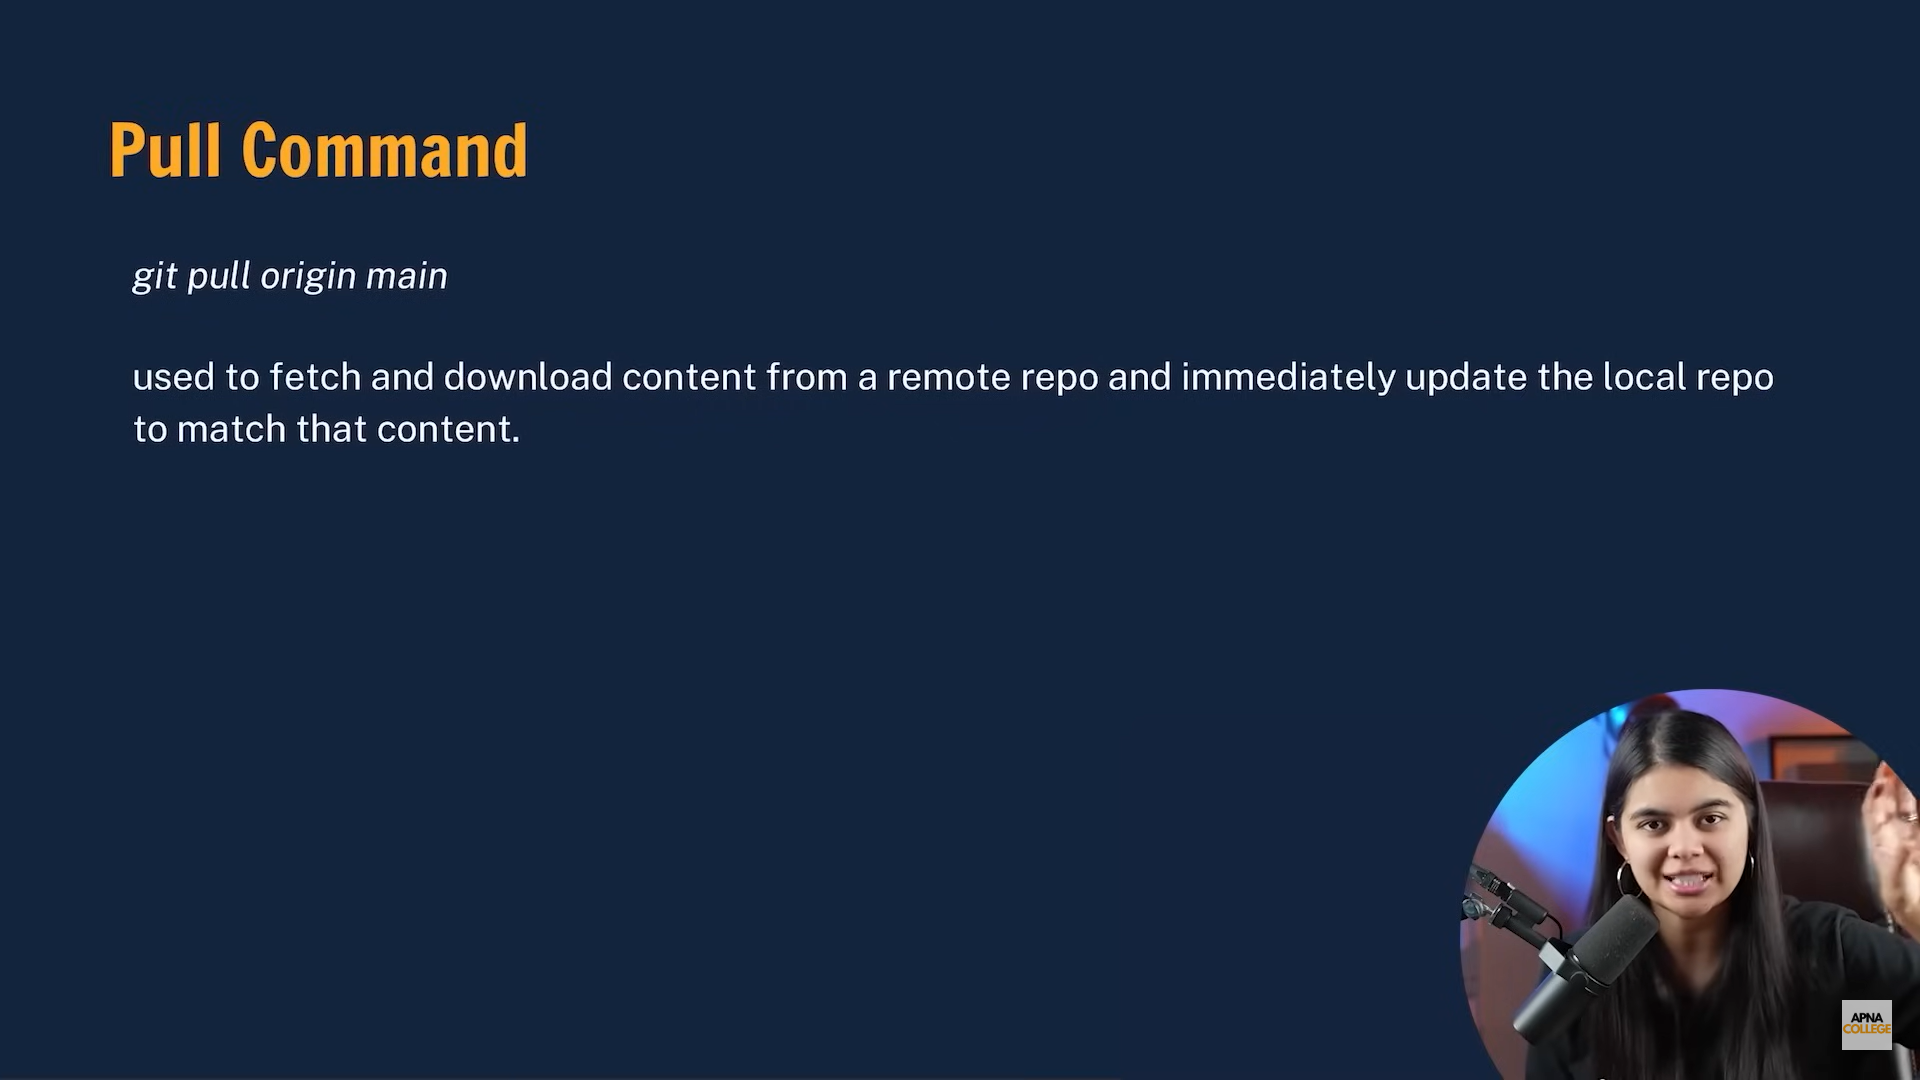 Pull Command
git pull origin main
used to fetch and download content from a remote repo and immediately update the local repo
to match that content.
APNA
COLLEGE